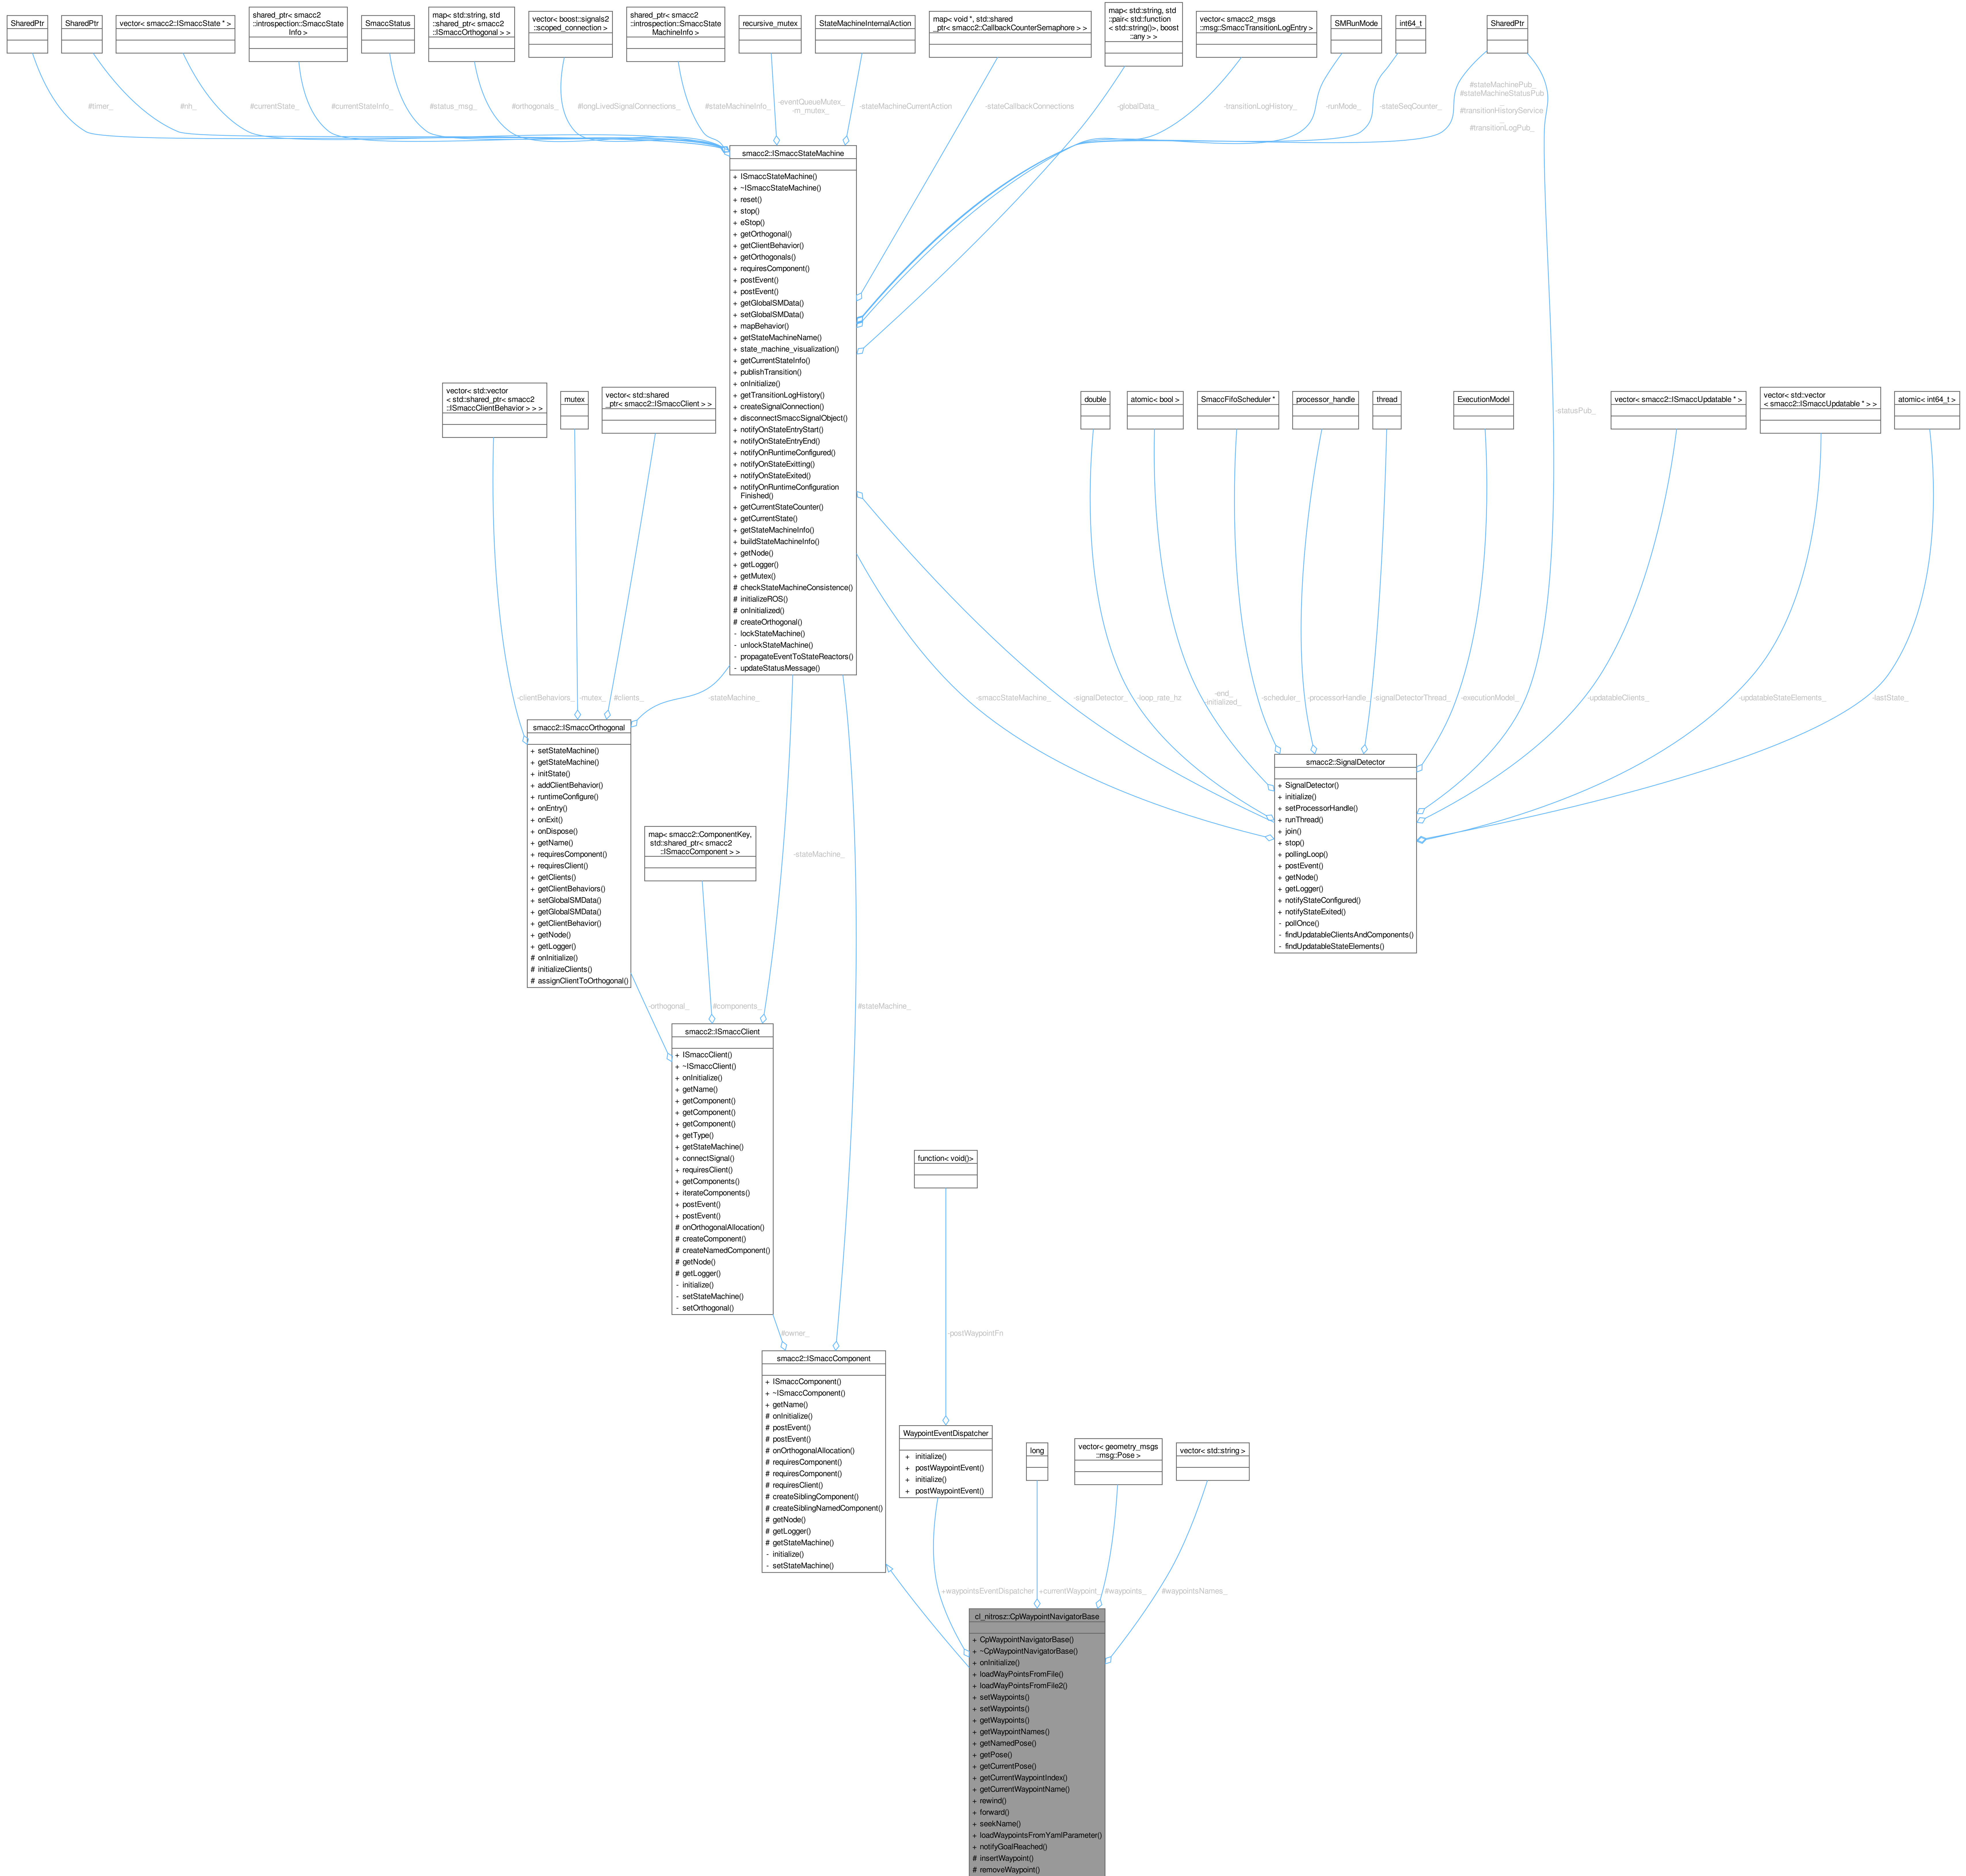 SharedPtr
SharedPtr
vector< smacc2::ISmaccState * >
shared_ptr< smacc2
::introspection::SmaccState
Info >
SmaccStatus
map< std::string, std
::shared_ptr< smacc2
::ISmaccOrthogonal > >
vector< boost::signals2
::scoped_connection >
shared_ptr< smacc2
::introspection::SmaccState
MachineInfo >
recursive_mutex
StateMachineInternalAction
map< void *, std::shared
_ptr< smacc2::CallbackCounterSemaphore > >
map< std::string, std
::pair< std::function
< std::string()>, boost
::any > >
vector< smacc2_msgs
::msg::SmaccTransitionLogEntry >
SMRunMode
int64_t
SharedPtr
#timer_
#nh_
#currentState_
#currentStateInfo_
#status_msg_
#orthogonals_
#longLivedSignalConnections_
#stateMachineInfo_
-eventQueueMutex_
-m_mutex_
-stateMachineCurrentAction
-stateCallbackConnections
-globalData_
-transitionLogHistory_
-runMode_
-stateSeqCounter_
#stateMachinePub_
#stateMachineStatusPub
_
#transitionHistoryService
_
#transitionLogPub_
smacc2::ISmaccStateMachine
+ ISmaccStateMachine()
+ ~ISmaccStateMachine()
+ reset()
+ stop()
+ eStop()
+ getOrthogonal()
+ getClientBehavior()
+ getOrthogonals()
+ requiresComponent()
+ postEvent()
+ postEvent()
+ getGlobalSMData()
+ setGlobalSMData()
+ mapBehavior()
+ getStateMachineName()
+ state_machine_visualization()
+ getCurrentStateInfo()
+ publishTransition()
+ onInitialize()
+ getTransitionLogHistory()
+ createSignalConnection()
+ disconnectSmaccSignalObject()
+ notifyOnStateEntryStart()
+ notifyOnStateEntryEnd()
+ notifyOnRuntimeConfigured()
+ notifyOnStateExitting()
+ notifyOnStateExited()
+ notifyOnRuntimeConfiguration
Finished()
+ getCurrentStateCounter()
+ getCurrentState()
+ getStateMachineInfo()
+ buildStateMachineInfo()
+ getNode()
+ getLogger()
+ getMutex()
# checkStateMachineConsistence()
# initializeROS()
# onInitialized()
# createOrthogonal()
- lockStateMachine()
- unlockStateMachine()
- propagateEventToStateReactors()
- updateStatusMessage()
vector< std::vector
< std::shared_ptr< smacc2
::ISmaccClientBehavior > > >
mutex
vector< std::shared
_ptr< smacc2::ISmaccClient > >
double
atomic< bool >
SmaccFifoScheduler *
processor_handle
thread
ExecutionModel
-statusPub_
vector< smacc2::ISmaccUpdatable * >
vector< std::vector
< smacc2::ISmaccUpdatable * > >
atomic< int64_t >
-clientBehaviors_
-mutex_
#clients_
-stateMachine_
-smaccStateMachine_
-signalDetector_
-loop_rate_hz
-end_
-initialized_
-scheduler_
-processorHandle_
-signalDetectorThread_
-executionModel_
-updatableClients_
-updatableStateElements_
-lastState_
smacc2::ISmaccOrthogonal
+ setStateMachine()
+ getStateMachine()
+ initState()
+ addClientBehavior()
+ runtimeConfigure()
+ onEntry()
+ onExit()
+ onDispose()
+ getName()
+ requiresComponent()
+ requiresClient()
+ getClients()
+ getClientBehaviors()
+ setGlobalSMData()
+ getGlobalSMData()
+ getClientBehavior()
+ getNode()
+ getLogger()
# onInitialize()
# initializeClients()
# assignClientToOrthogonal()
smacc2::SignalDetector
+ SignalDetector()
+ initialize()
+ setProcessorHandle()
+ runThread()
+ join()
+ stop()
+ pollingLoop()
+ postEvent()
+ getNode()
+ getLogger()
+ notifyStateConfigured()
+ notifyStateExited()
- pollOnce()
- findUpdatableClientsAndComponents()
- findUpdatableStateElements()
map< smacc2::ComponentKey,
std::shared_ptr< smacc2
::ISmaccComponent > >
-stateMachine_
-orthogonal_
#components_
#stateMachine_
smacc2::ISmaccClient
+ ISmaccClient()
+ ~ISmaccClient()
+ onInitialize()
+ getName()
+ getComponent()
+ getComponent()
+ getComponent()
+ getType()
+ getStateMachine()
+ connectSignal()
+ requiresClient()
+ getComponents()
+ iterateComponents()
+ postEvent()
+ postEvent()
# onOrthogonalAllocation()
# createComponent()
# createNamedComponent()
# getNode()
# getLogger()
- initialize()
- setStateMachine()
- setOrthogonal()
function< void()>
#owner_
-postWaypointFn
smacc2::ISmaccComponent
+ ISmaccComponent()
+ ~ISmaccComponent()
+ getName()
# onInitialize()
# postEvent()
# postEvent()
# onOrthogonalAllocation()
# requiresComponent()
# requiresComponent()
# requiresClient()
# createSiblingComponent()
# createSiblingNamedComponent()
# getNode()
# getLogger()
# getStateMachine()
- initialize()
- setStateMachine()
WaypointEventDispatcher
+ initialize()
+ postWaypointEvent()
+ initialize()
+ postWaypointEvent()
long
vector< geometry_msgs
::msg::Pose >
vector< std::string >
+waypointsEventDispatcher
+currentWaypoint_
#waypoints_
#waypointsNames_
cl_nitrosz::CpWaypointNavigatorBase
+ CpWaypointNavigatorBase()
+ ~CpWaypointNavigatorBase()
+ onInitialize()
+ loadWayPointsFromFile()
+ loadWayPointsFromFile2()
+ setWaypoints()
+ setWaypoints()
+ getWaypoints()
+ getWaypointNames()
+ getNamedPose()
+ getPose()
+ getCurrentPose()
+ getCurrentWaypointIndex()
+ getCurrentWaypointName()
+ rewind()
+ forward()
+ seekName()
+ loadWaypointsFromYamlParameter()
+ notifyGoalReached()
# insertWaypoint()
# removeWaypoint()